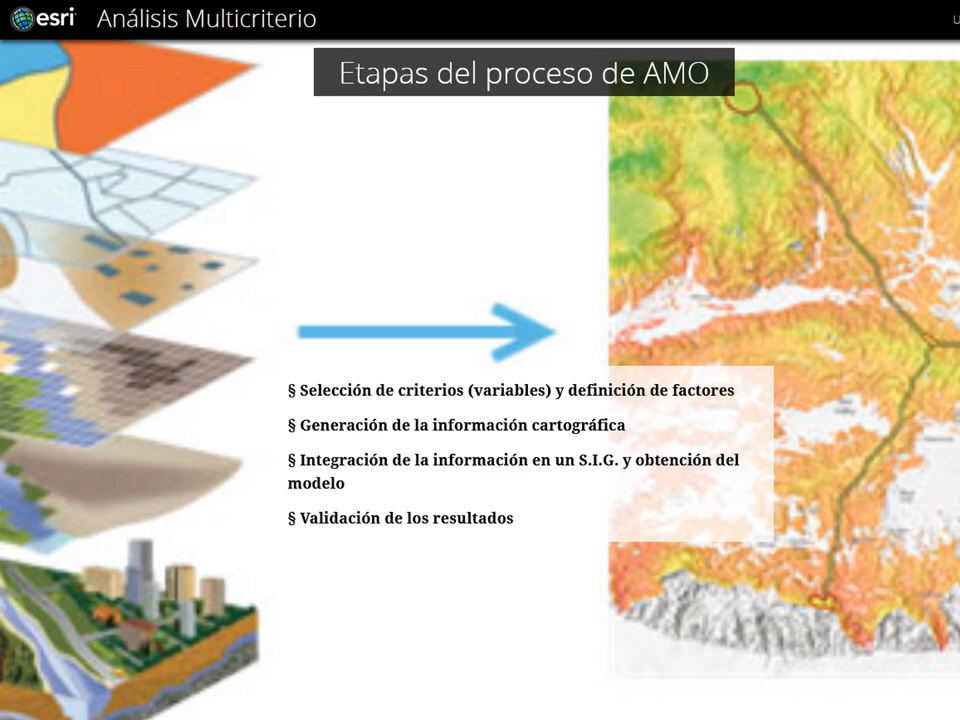 esri Análisis Multicriterio
U
Etapas del proceso de AMO
§ Selección de criterios (variables) y definición de factores
§ Generación de la información cartográfica
§ Integración de la información en un S.I.G. y obtención del
modelo
§ Validación de los resultados